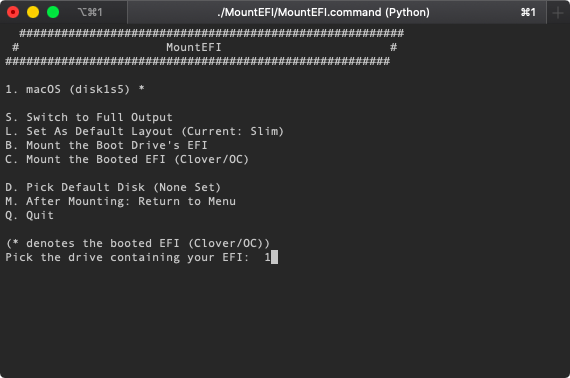 ⌥⌘1 ./MountEFI/MountEFI.command (Python) ⌘1 +
#######################################################
# MountEFI #
#######################################################
1. macOS (disk1s5) *
S. Switch to Full Output
L. Set As Default Layout (Current: Slim)
B. Mount the Boot Drive's EFI
C. Mount the Booted EFI (Clover/OC)
D. Pick Default Disk (None Set)
M. After Mounting: Return to Menu
Q. Quit
(* denotes the booted EFI (Clover/OC))
Pick the drive containing your EFI:  1